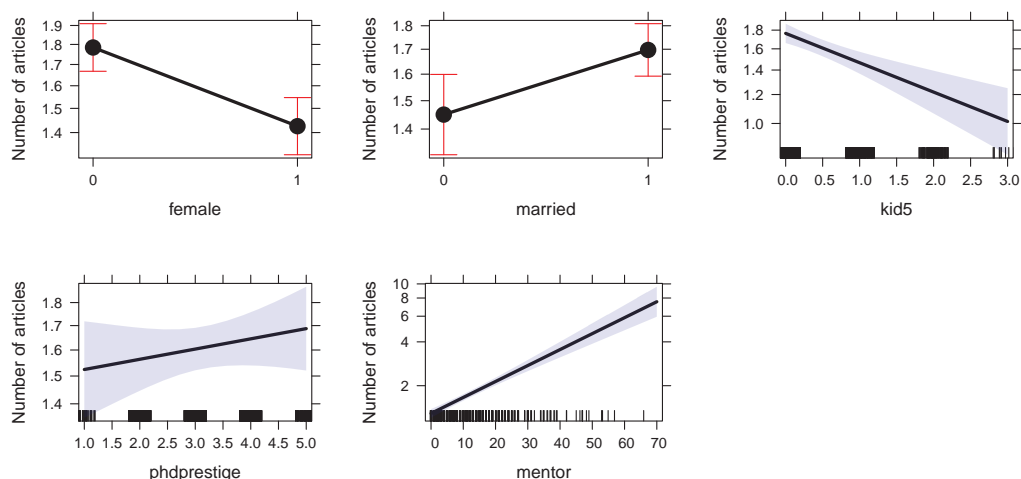 Number of articles
1.9
1.8
1.7
1.6
1.5
1.4
0 1
female
Number of articles
1.8
1.7
1.6
1.5
1.4
0 1
married
Number of articles
1.8
1.6
1.4
1.2
1.0
0.0 0.5 1.0 1.5 2.0 2.5 3.0
kid5
Number of articles
1.8
1.7
1.6
1.5
1.4
1.0 1.5 2.0 2.5 3.0 3.5 4.0 4.5 5.0
phdprestige
Number of articles
10
8
6
4
2
0 10 20 30 40 50 60 70
mentor